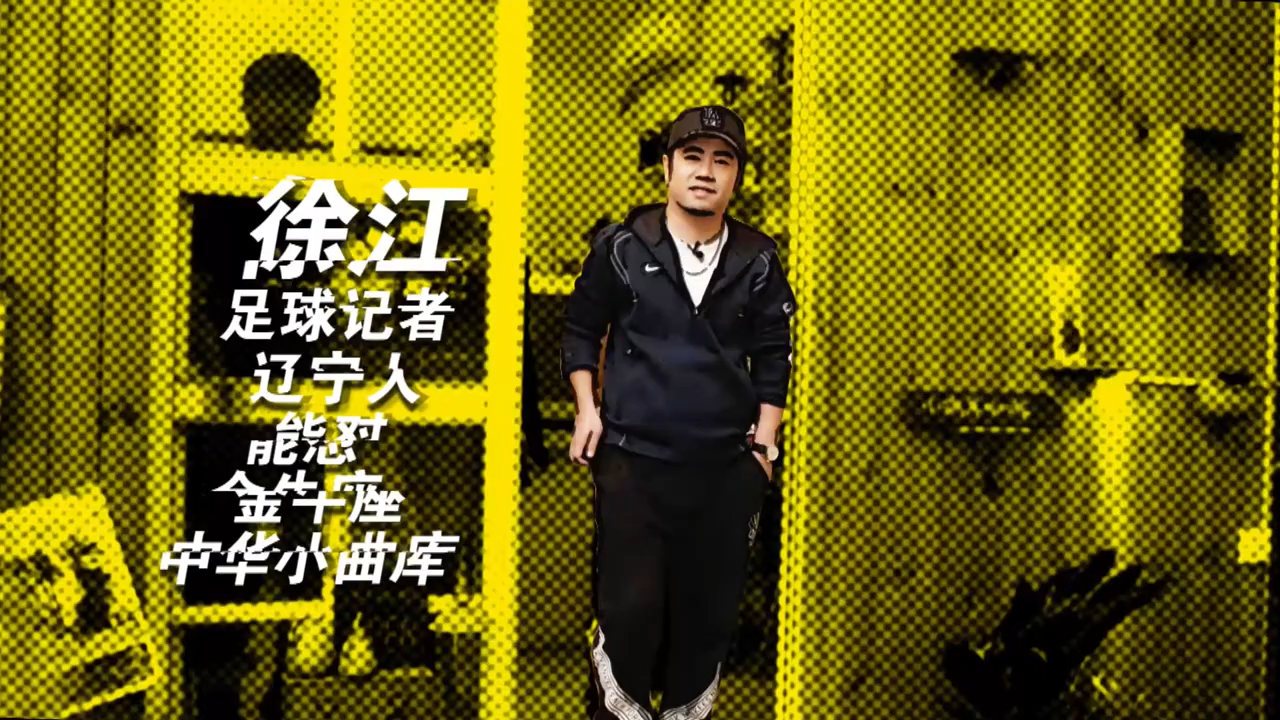 徐江
足球记者
辽宁人
能怼
金牛座
中华小曲库